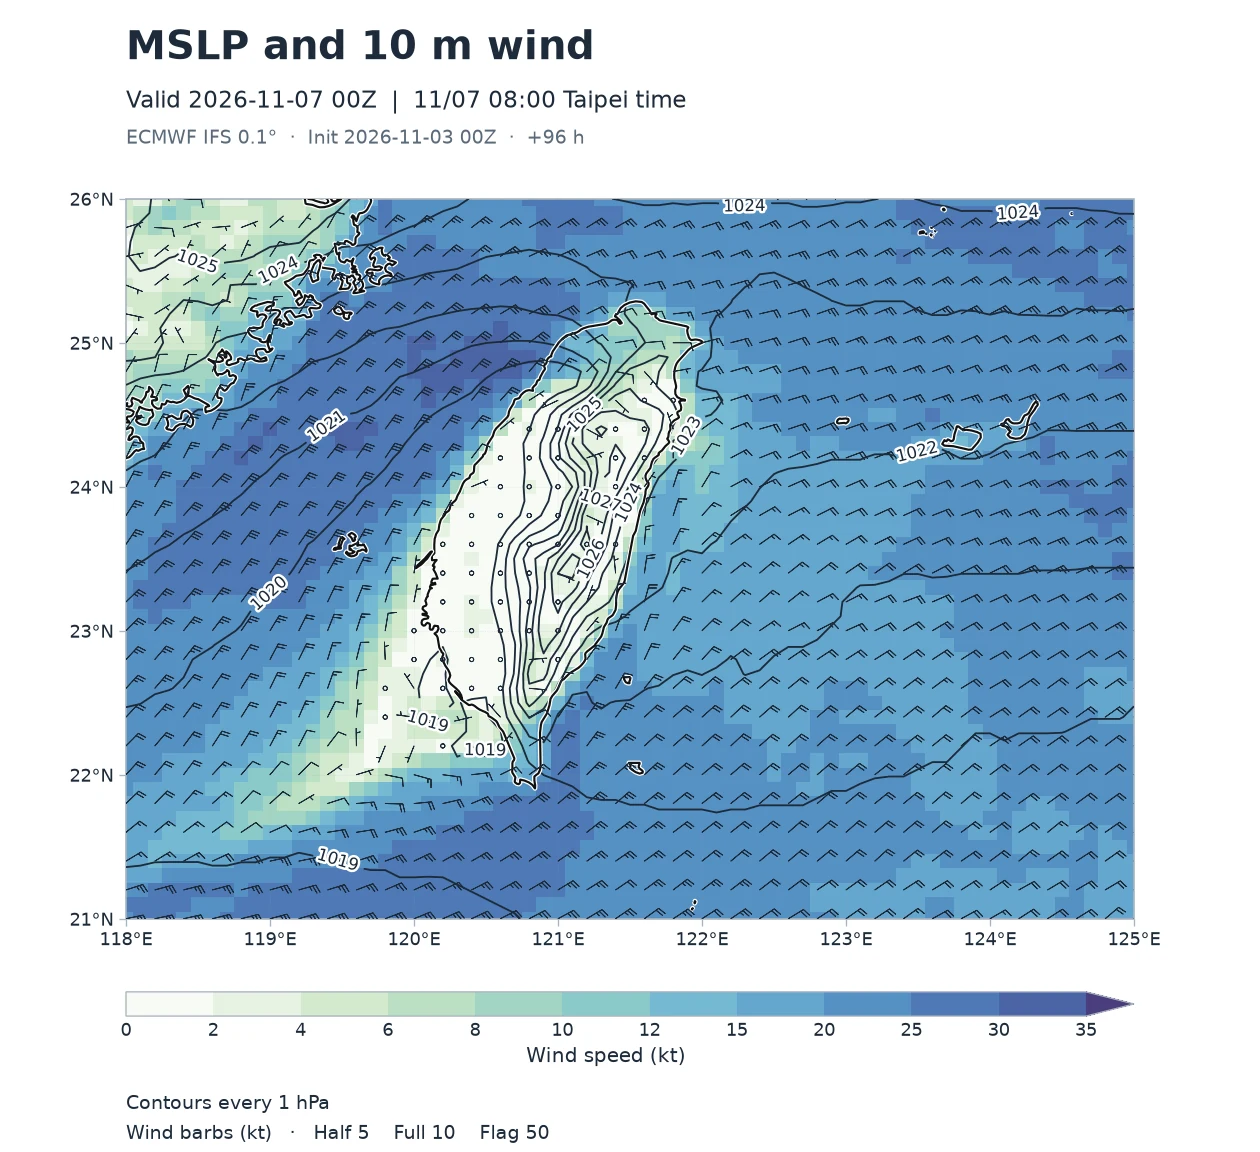 MSLP and 10 m wind
Valid 2026-11-07 00Z | 11/07 08:00 Taipei time
ECMWF IFS 0.1° · Init 2026-11-03 00Z · +96 h
26°N
25°N
24°N
23°N
22°N
21°N
1024
1024
1025
1024
1025
1021
1023
1022
1027
1024
1026
1020
1019
1019
1019
118°E 119°E 120°E 121°E 122°E 123°E 124°E 125°E
0 2 4 6 8 10 12 15 20 25 30 35
Wind speed (kt)
Contours every 1 hPa
Wind barbs (kt) · Half 5 Full 10 Flag 50